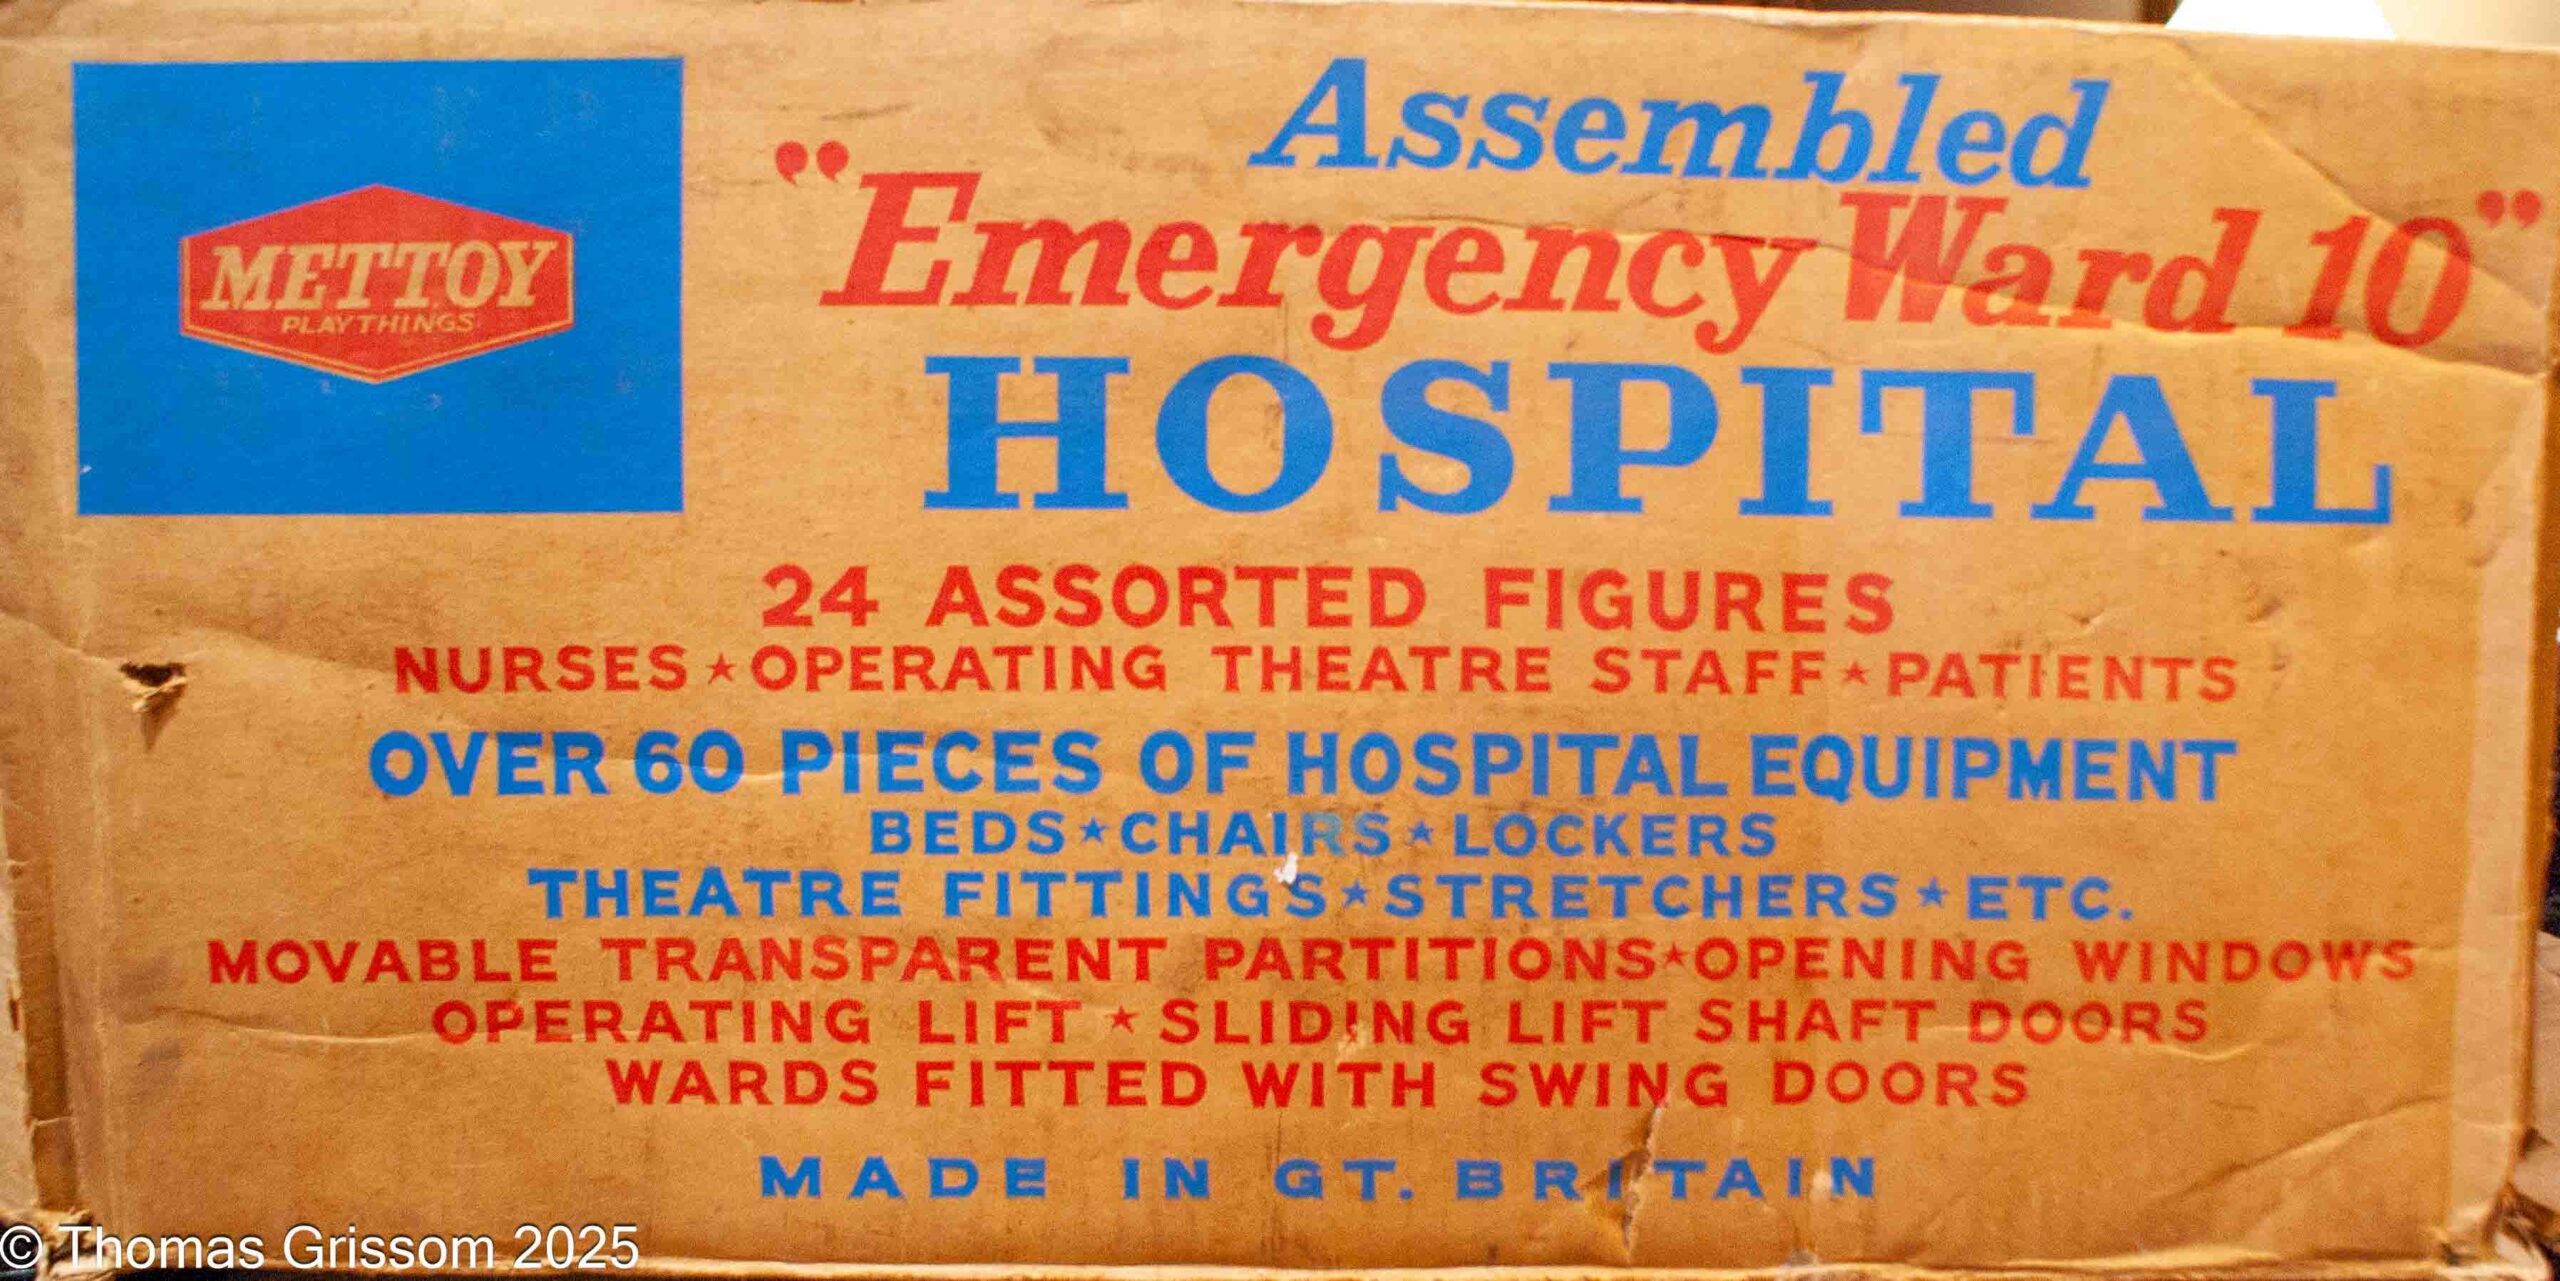 METTOY
PLAYTHINGS
Assembled
"Emergency Ward 10"
HOSPITAL
24 ASSORTED FIGURES
NURSES★OPERATING THEATRE STAFF★PATIENTS
OVER 60 PIECES OF HOSPITAL EQUIPMENT
BEDS★CHAIRS★LOCKERS
THEATRE FITTINGS★STRETCHERS★ETC.
MOVABLE TRANSPARENT PARTITIONS★OPENING WINDOWS
OPERATING LIFT★SLIDING LIFT SHAFT DOORS
WARDS FITTED WITH SWING DOORS
MADE IN GT. BRITAIN
© Thomas Grissom 2025